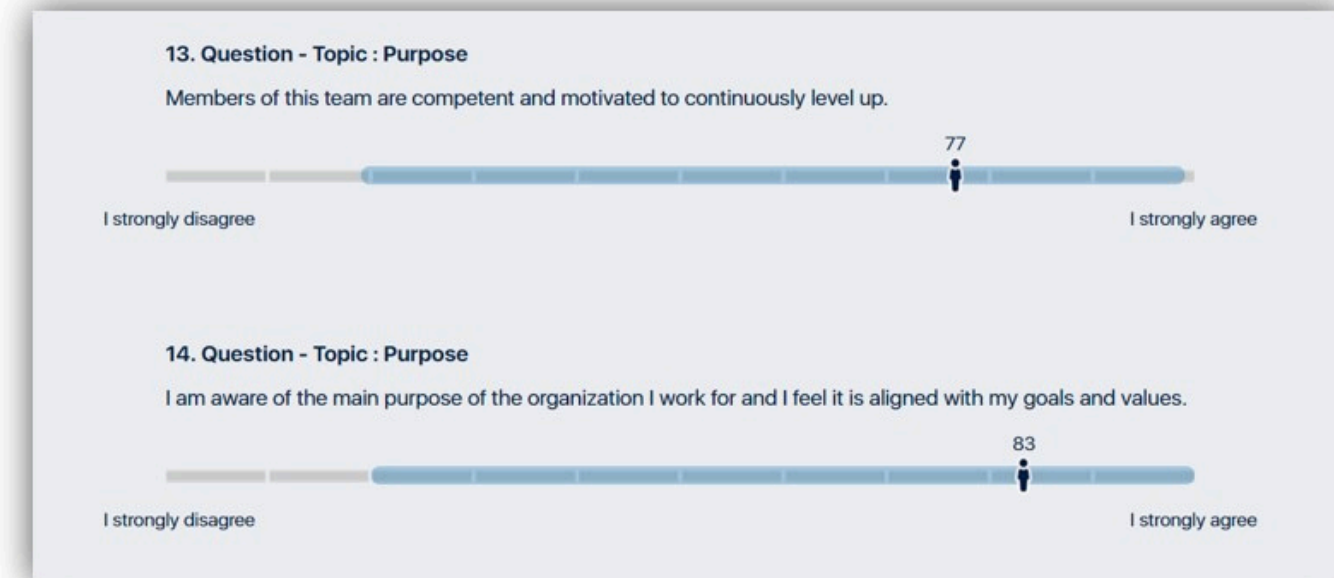 13. Question - Topic : Purpose
Members of this team are competent and motivated to continuously level up.
77
I strongly disagree
I strongly agree
14. Question - Topic : Purpose
I am aware of the main purpose of the organization I work for and I feel it is aligned with my goals and values.
83
I strongly disagree
I strongly agree